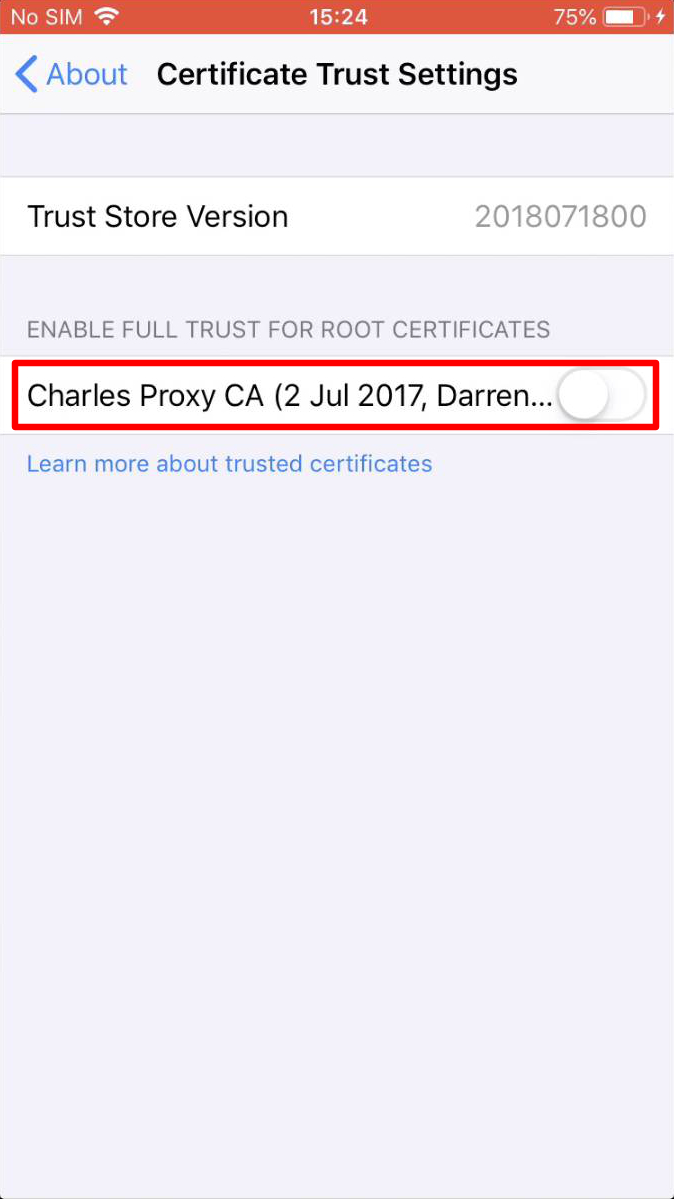 No SIM 15:24 75%
About Certificate Trust Settings
Trust Store Version 2018071800
ENABLE FULL TRUST FOR ROOT CERTIFICATES
Charles Proxy CA (2 Jul 2017, Darren...
Learn more about trusted certificates